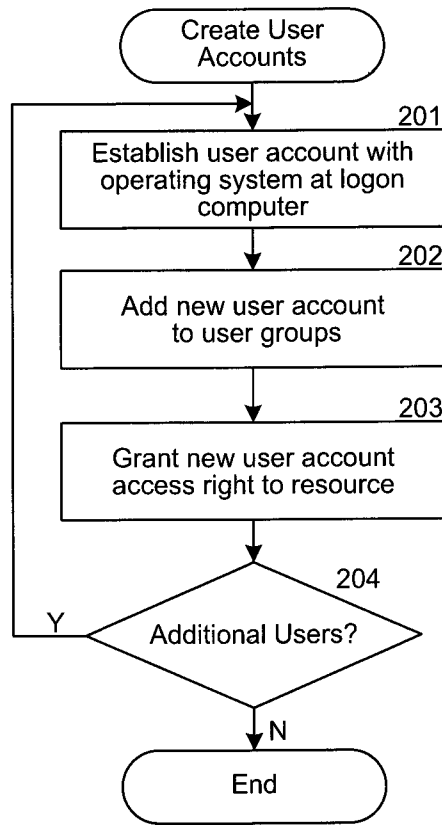 Create User
Accounts
201
Establish user account with
operating system at logon
computer
202
Add new user account
to user groups
203
Grant new user account
access right to resource
204
Additional Users?
Y
N
End